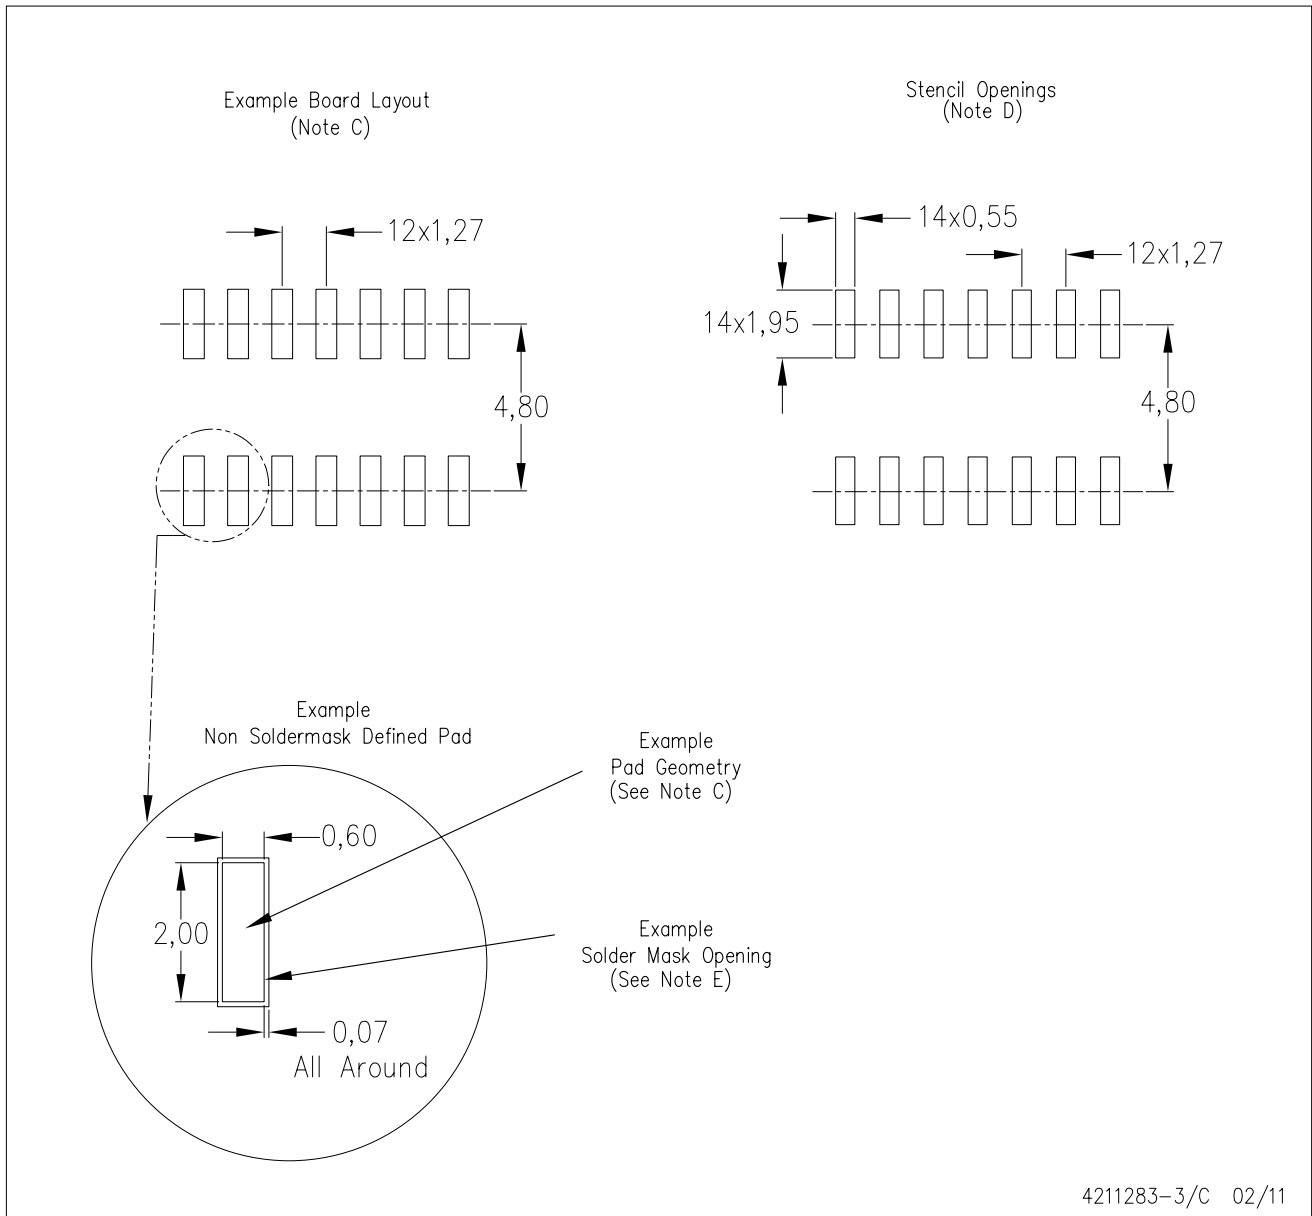 Example Board Layout
(Note C)
Stencil Openings
(Note D)
12x1,27
14x0,55
12x1,27
14x1,95
4,80
4,80
Example
Non Soldermask Defined Pad
Example
Pad Geometry
(See Note C)
0,60
2,00
Example
Solder Mask Opening
(See Note E)
0,07
All Around
4211283-3/C 02/11